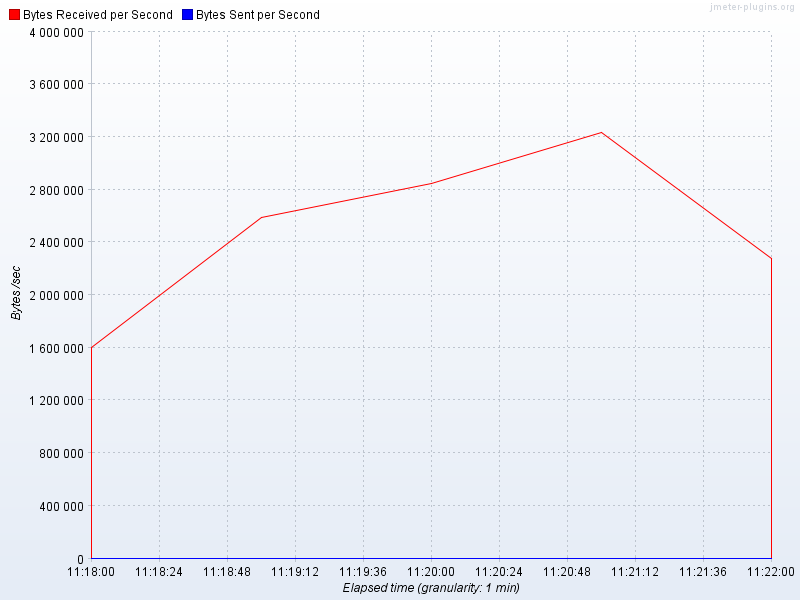 jmeter-plugins.org
Bytes Received per Second Bytes Sent per Second
4 000 000
3 600 000
3 200 000
2 800 000
2 400 000
2 000 000
1 600 000
1 200 000
800 000
400 000
0
Bytes /sec
11:18:00 11:18:24 11:18:48 11:19:12 11:19:36 11:20:00 11:20:24 11:20:48 11:21:12 11:21:36 11:22:00
Elapsed time (granularity: 1 min)